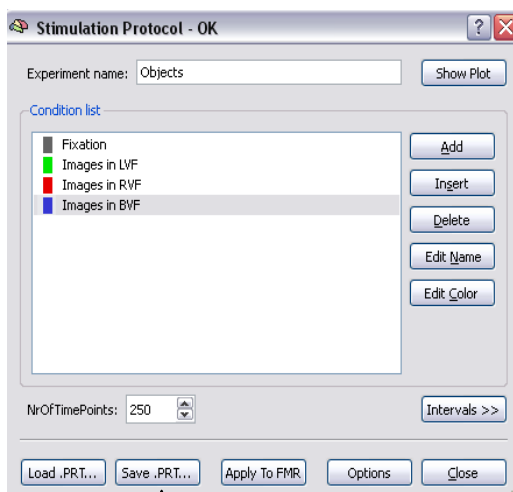 Stimulation Protocol - OK
Experiment name: Objects Show Plot
Condition list
Fixation
Images in LVF
Images in RVF
Images in BVF
Add
Insert
Delete
Edit Name
Edit Color
NrOfTimePoints: 250 Intervals >>
Load .PRT... Save .PRT... Apply To FMR Options Close